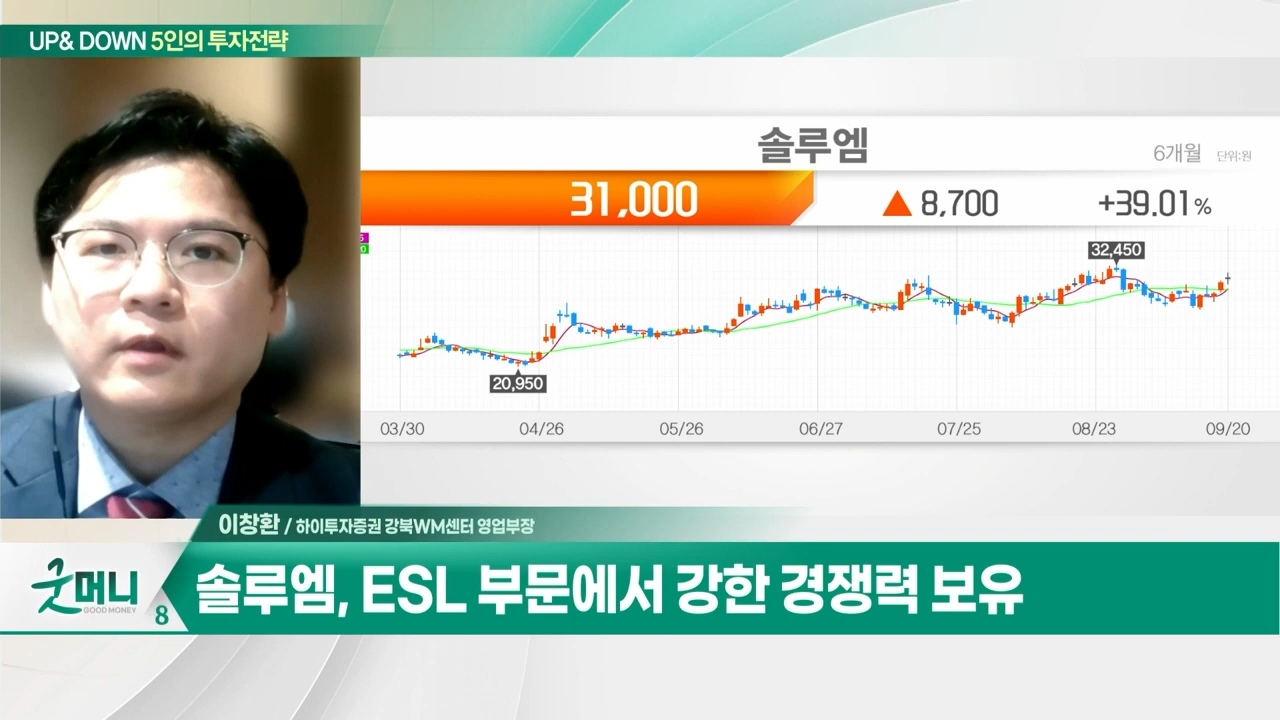 UP& DOWN 5인의 투자전략
솔루엠
6개월 단위:원
31,000 ▲ 8,700 +39.01%
32,450
20,950
03/30 04/26 05/26 06/27 07/25 08/23 09/20
이창환 / 하이투자증권 강북WM센터 영업부장
굿머니
GOOD MONEY
8
솔루엠, ESL 부문에서 강한 경쟁력 보유